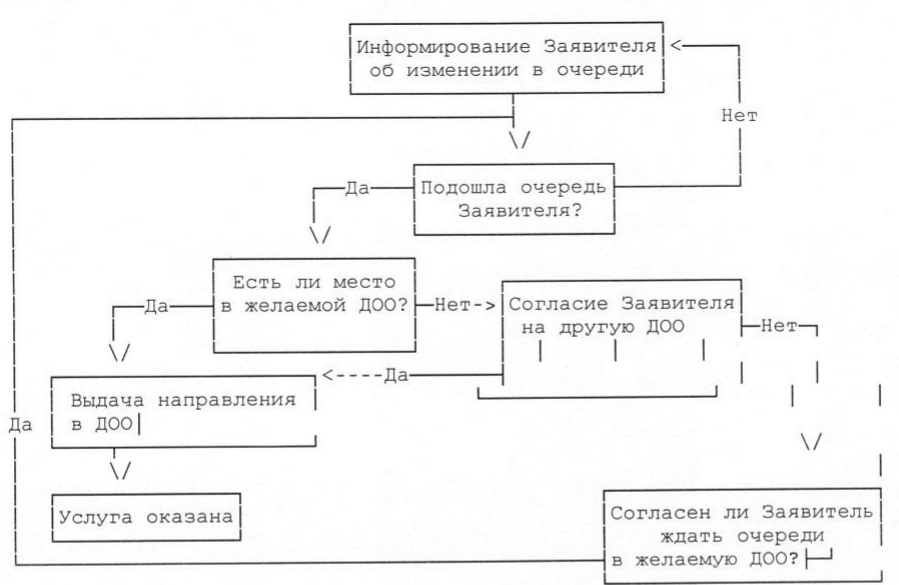 Информирование Заявителя
об изменении в очереди
Нет
Да
Подошла очередь
Заявителя?
Есть ли место
в желаемой ДОО?
Да
Нет
Согласие Заявителя
на другую ДОО
Нет
Да
Выдача направления
в ДОО
Да
Услуга оказана
Согласен ли Заявитель
ждать очереди
в желаемую ДОО?